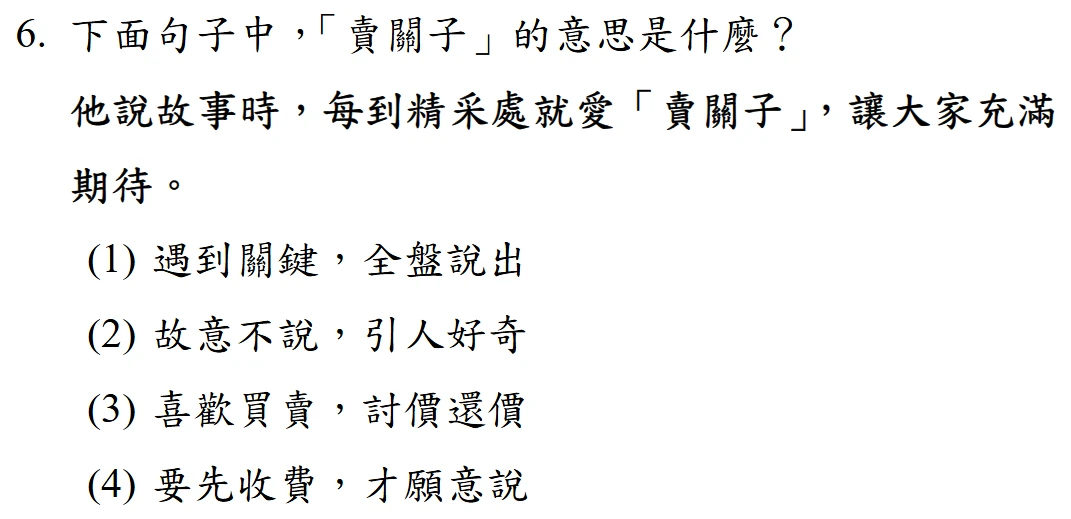 6. 下面句子中，「賣關子」的意思是什麼？
他說故事時，每到精采處就愛「賣關子」，讓大家充滿
期待。
(1) 遇到關鍵，全盤說出
(2) 故意不說，引人好奇
(3) 喜歡買賣，討價還價
(4) 要先收費，才願意說